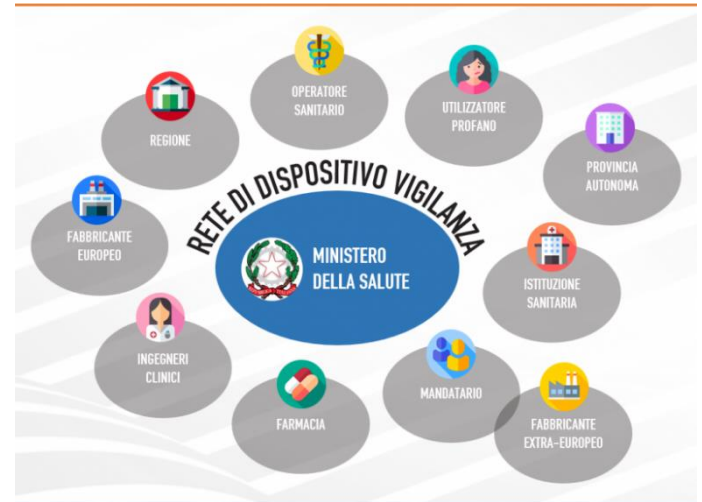 OPERATORE
SANITARIO
UTILIZZATORE
PROFANO
REGIONE
PROVINCIA
AUTONOMA
RETE DI DISPOSITIVO VIGILANZA
FABBRICANTE
EUROPEO
MINISTERO
DELLA SALUTE
ISTITUZIONE
SANITARIA
INGEGNERI
CLINICI
MANDATARIO
FARMACIA
FABBRICANTE
EXTRA-EUROPEO